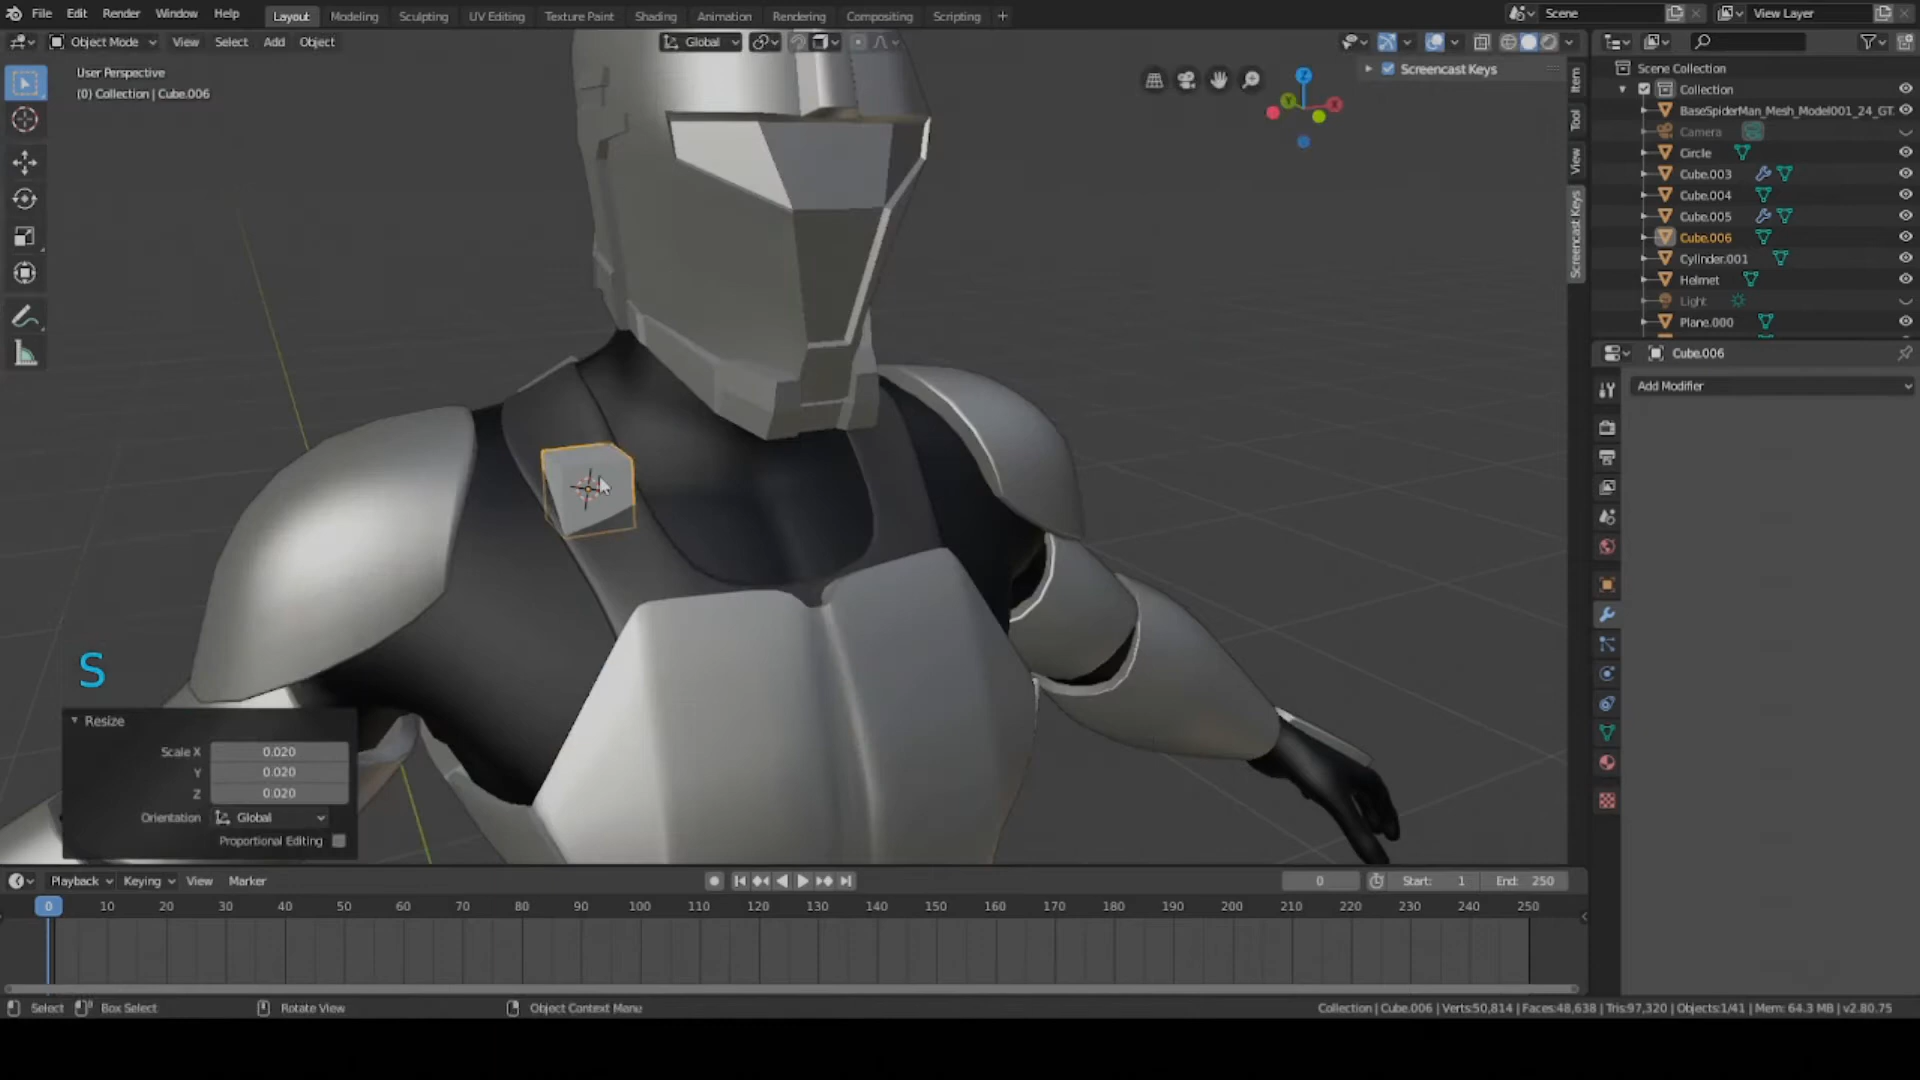 File Edit Render Window Help Layout Modeling Sculpting UV Editing Texture Paint Shading Animation Rendering Compositing Scripting + Scene View Layer
Object Mode View Select Add Object Global
User Perspective
(0) Collection | Cube.006
Screencast Keys
Item
Tool
View
Screencast Keys
Z
Y
X
Scene Collection
Collection
BaseSpiderMan_Mesh_Model001_24_GT
Camera
Circle
Cube.003
Cube.004
Cube.005
Cube.006
Cylinder.001
Helmet
Light
Plane.000
Cube.006
Add Modifier
S
Resize
Scale X 0.020
Y 0.020
Z 0.020
Orientation Global
Proportional Editing
Playback Keying View Marker 0 Start: 1 End: 250
0 10 20 30 40 50 60 70 80 90 100 110 120 130 140 150 160 170 180 190 200 210 220 230 240 250
Select Box Select Rotate View Object Context Menu Collection | Cube.006 | Verts:50,814 | Faces:48,638 | Tris:97,320 | Objects:1/41 | Mem: 64.3 MB | v2.80.75